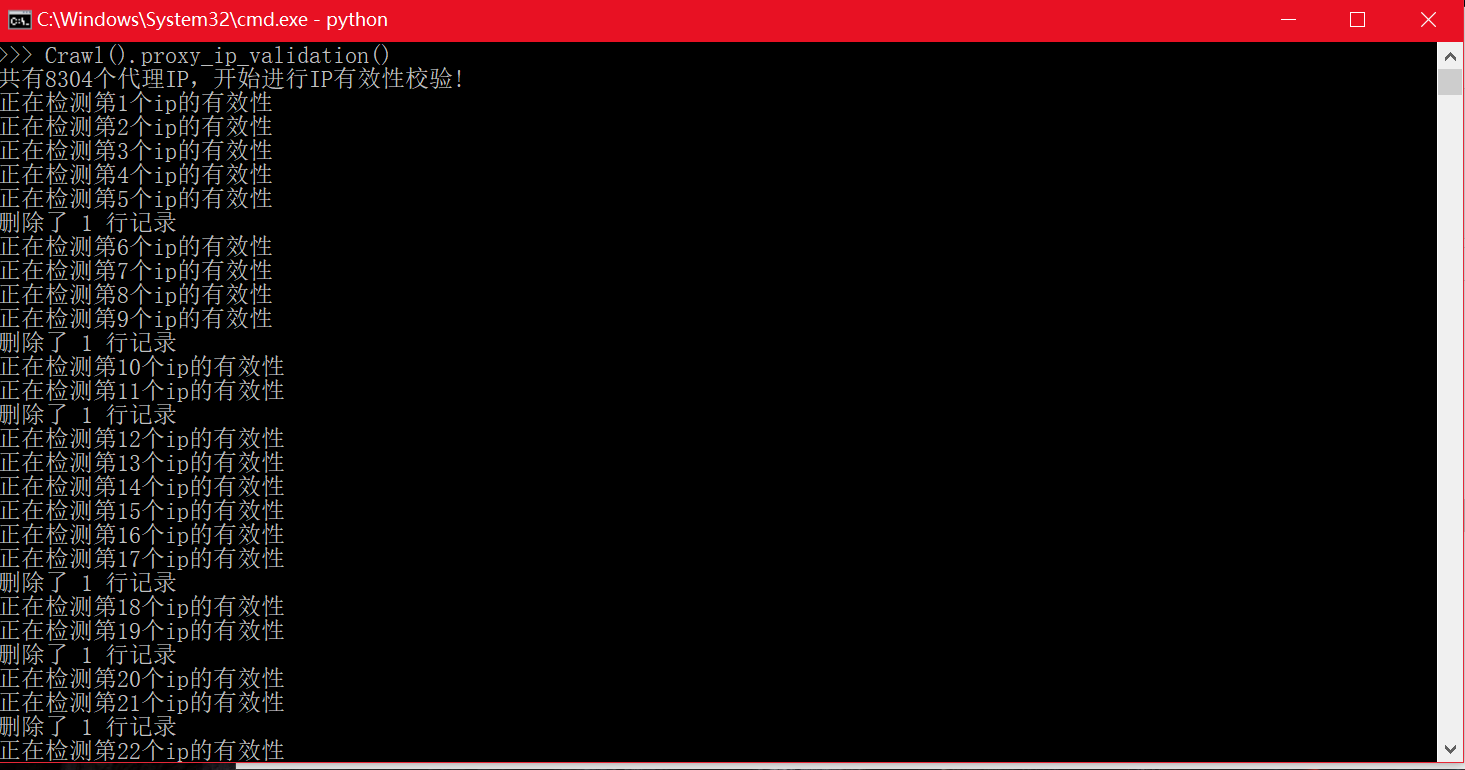 C:\Windows\System32\cmd.exe - python
>>> Crawl().proxy_ip_validation()
共有8304个代理IP，开始进行IP有效性校验!
正在检测第1个ip的有效性
正在检测第2个ip的有效性
正在检测第3个ip的有效性
正在检测第4个ip的有效性
正在检测第5个ip的有效性
删除了 1 行记录
正在检测第6个ip的有效性
正在检测第7个ip的有效性
正在检测第8个ip的有效性
正在检测第9个ip的有效性
删除了 1 行记录
正在检测第10个ip的有效性
正在检测第11个ip的有效性
删除了 1 行记录
正在检测第12个ip的有效性
正在检测第13个ip的有效性
正在检测第14个ip的有效性
正在检测第15个ip的有效性
正在检测第16个ip的有效性
正在检测第17个ip的有效性
删除了 1 行记录
正在检测第18个ip的有效性
正在检测第19个ip的有效性
删除了 1 行记录
正在检测第20个ip的有效性
正在检测第21个ip的有效性
删除了 1 行记录
正在检测第22个ip的有效性